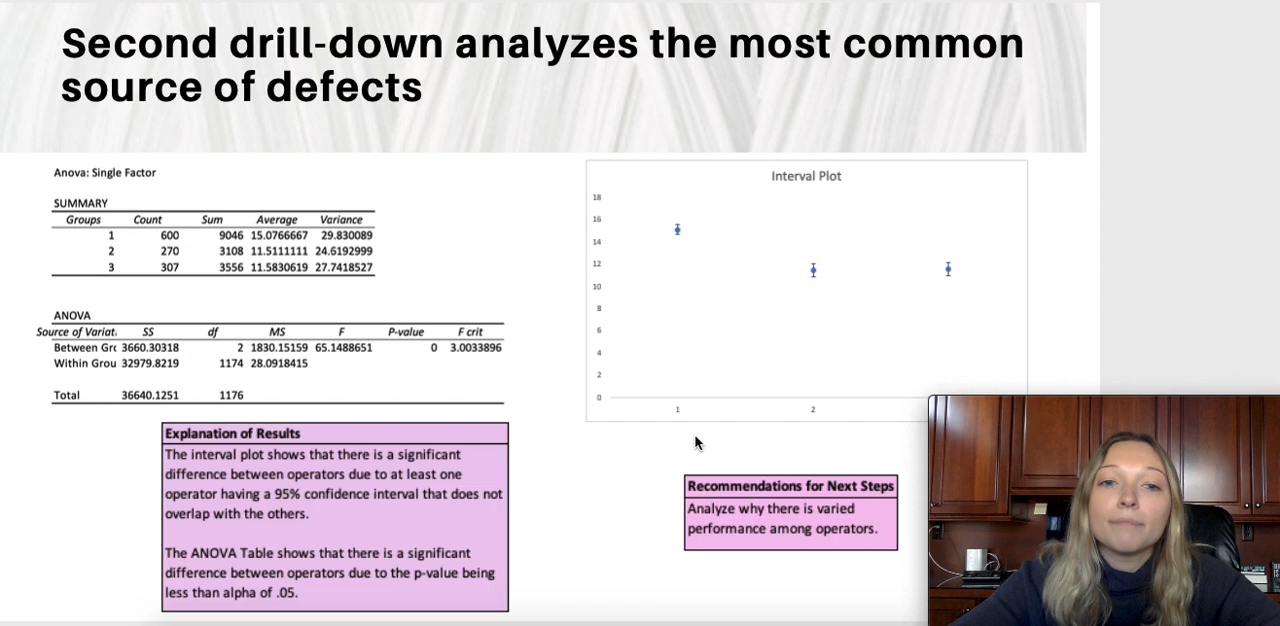 Second drill-down analyzes the most common
source of defects
Anova: Single Factor
SUMMARY
Groups Count Sum Average Variance
1 600 9046 15.0766667 29.830089
2 270 3108 11.5111111 24.6192999
3 307 3556 11.5830619 27.7418527
ANOVA
Source of Variat. SS df MS F P-value F crit
Between Grc 3660.30318 2 1830.15159 65.1488651 0 3.0033896
Within Grou 32979.8219 1174 28.0918415
Total 36640.1251 1176
Explanation of Results
The interval plot shows that there is a significant
difference between operators due to at least one
operator having a 95% confidence interval that does not
overlap with the others.
The ANOVA Table shows that there is a significant
difference between operators due to the p-value being
less than alpha of .05.
Interval Plot
18
16
14
12
10
8
6
4
2
0
1 2
Recommendations for Next Steps
Analyze why there is varied
performance among operators.